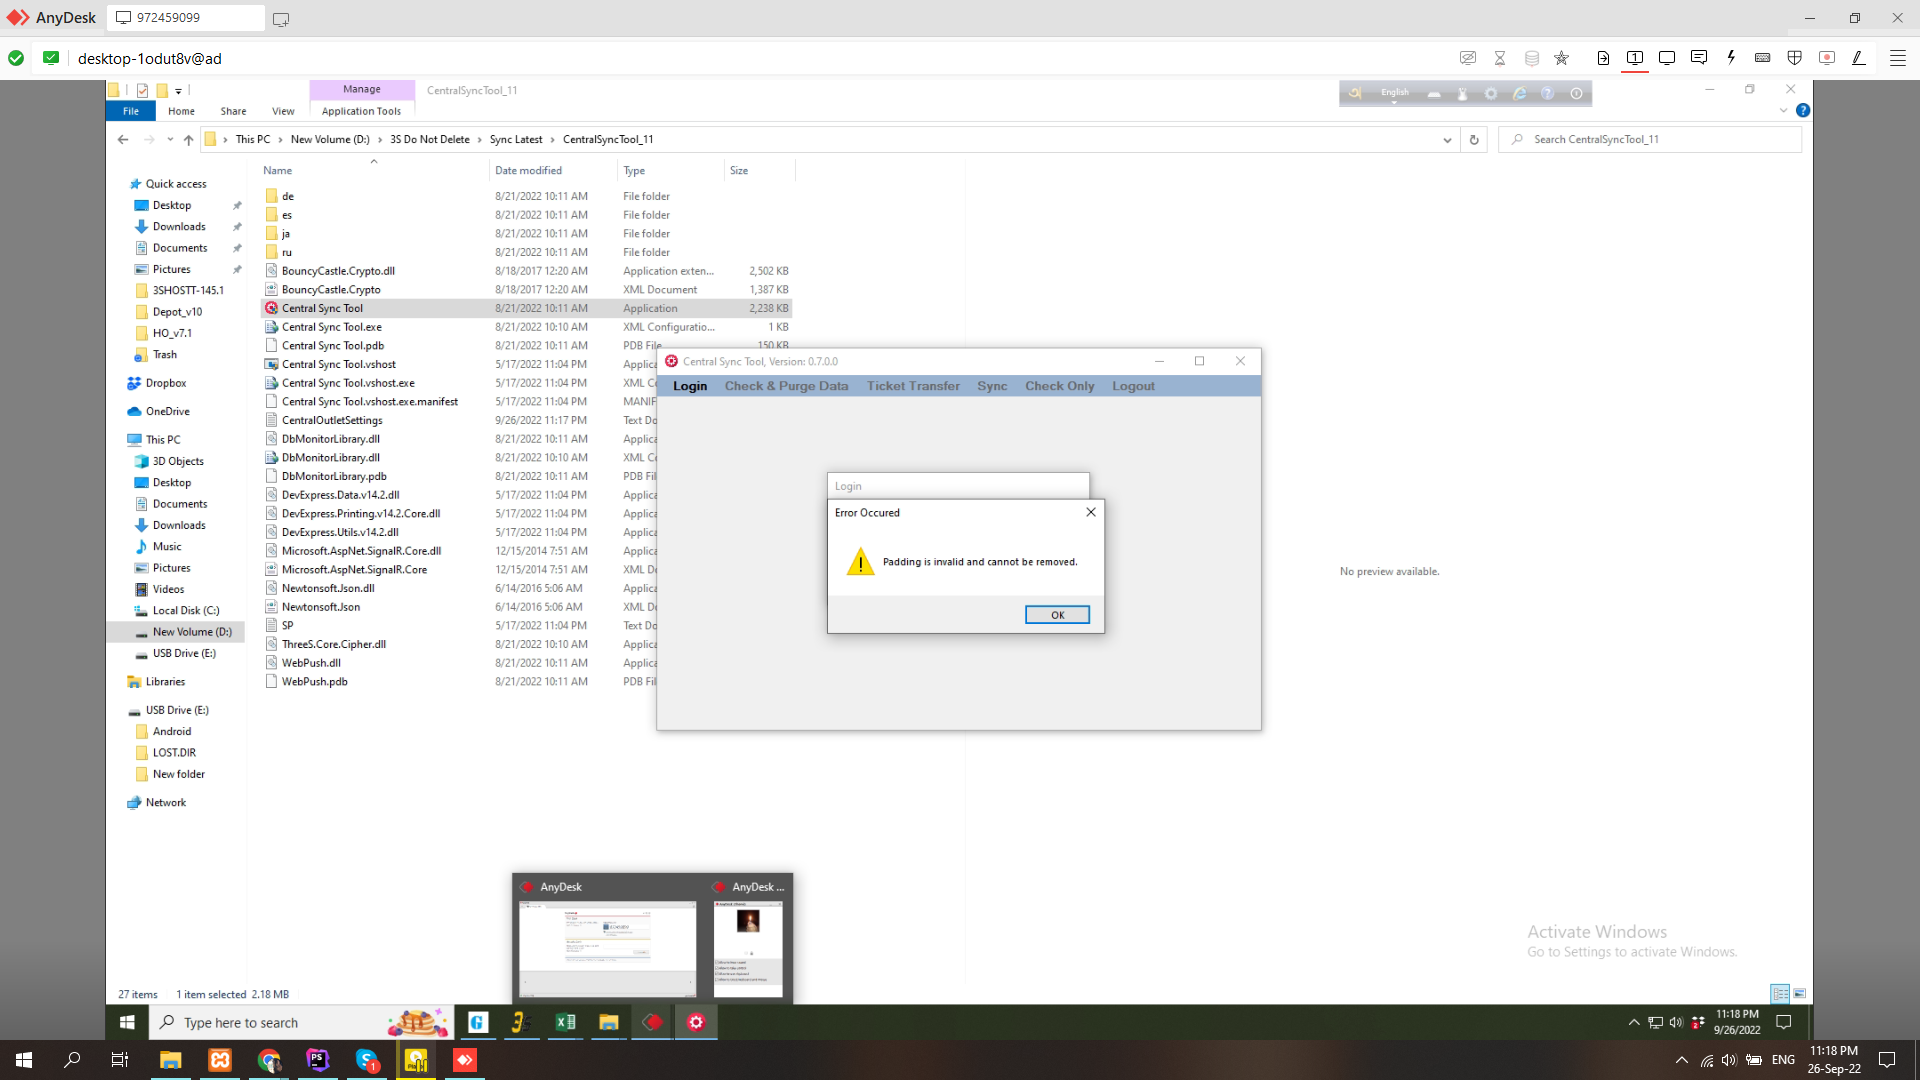 AnyDesk
972459099
desktop-1odut8v@ad
Manage
CentralSyncTool_11
English
File
Home
Share
View
Application Tools
This PC
New Volume (D:)
3S Do Not Delete
Sync Latest
CentralSyncTool_11
Search CentralSyncTool_11
Name
Date modified
Type
Size
Quick access
Desktop
Downloads
Documents
Pictures
3SHOSTT-145.1
Depot_v10
HO_v7.1
Trash
Dropbox
OneDrive
This PC
3D Objects
Desktop
Documents
Downloads
Music
Pictures
Videos
Local Disk (C:)
New Volume (D:)
USB Drive (E:)
Libraries
USB Drive (E:)
Android
LOST.DIR
New folder
Network
de 8/21/2022 10:11 AM File folder
es 8/21/2022 10:11 AM File folder
ja 8/21/2022 10:11 AM File folder
ru 8/21/2022 10:11 AM File folder
BouncyCastle.Crypto.dll 8/18/2017 12:20 AM Application exten... 2,502 KB
BouncyCastle.Crypto 8/18/2017 12:20 AM XML Document 1,387 KB
Central Sync Tool 8/21/2022 10:11 AM Application 2,238 KB
Central Sync Tool.exe 8/21/2022 10:10 AM XML Configuratio... 1 KB
Central Sync Tool.pdb 8/21/2022 10:11 AM PDB File 150 KB
Central Sync Tool.vshost 5/17/2022 11:04 PM Applica
Central Sync Tool.vshost.exe 5/17/2022 11:04 PM XML Co
Central Sync Tool.vshost.exe.manifest 5/17/2022 11:04 PM MANIF
CentralOutletSettings 9/26/2022 11:17 PM Text Do
DbMonitorLibrary.dll 8/21/2022 10:11 AM Applica
DbMonitorLibrary.dll 8/21/2022 10:10 AM XML Co
DbMonitorLibrary.pdb 8/21/2022 10:11 AM PDB Fil
DevExpress.Data.v14.2.dll 5/17/2022 11:04 PM Applica
DevExpress.Printing.v14.2.Core.dll 5/17/2022 11:04 PM Applica
DevExpress.Utils.v14.2.dll 5/17/2022 11:04 PM Applica
Microsoft.AspNet.SignalR.Core.dll 12/15/2014 7:51 AM Applica
Microsoft.AspNet.SignalR.Core 12/15/2014 7:51 AM XML Do
Newtonsoft.Json.dll 6/14/2016 5:06 AM Applica
Newtonsoft.Json 6/14/2016 5:06 AM XML Do
SP 5/17/2022 11:04 PM Text Do
ThreeS.Core.Cipher.dll 8/21/2022 10:10 AM Applica
WebPush.dll 8/21/2022 10:11 AM Applica
WebPush.pdb 8/21/2022 10:11 AM PDB Fil
Central Sync Tool, Version: 0.7.0.0
Login
Check & Purge Data
Ticket Transfer
Sync
Check Only
Logout
Login
Error Occured
Padding is invalid and cannot be removed.
OK
No preview available.
AnyDesk
AnyDesk ...
Activate Windows
Go to Settings to activate Windows.
27 items
1 item selected 2.18 MB
Type here to search
11:18 PM
9/26/2022
ENG
11:18 PM
26-Sep-22